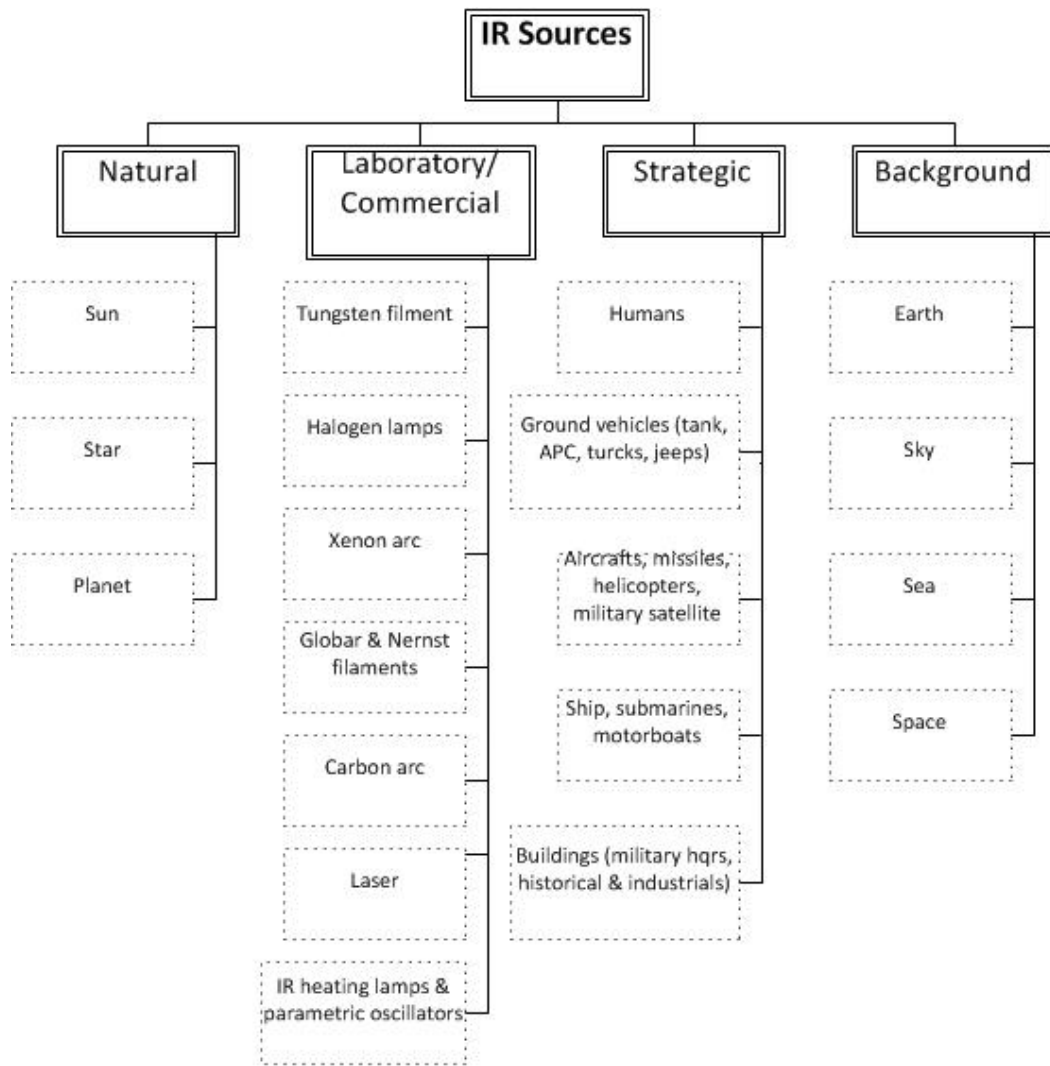 IR Sources
Natural
Laboratory/
Commercial
Strategic
Background
Sun
Star
Planet
Tungsten filment
Halogen lamps
Xenon arc
Globar & Nernst
filaments
Carbon arc
Laser
IR heating lamps &
parametric oscillators
Humans
Ground vehicles (tank,
APC, turcks, jeeps)
Aircrafts, missiles,
helicopters,
military satellite
Ship, submarines,
motorboats
Buildings (military hqrs,
historical & industrials)
Earth
Sky
Sea
Space